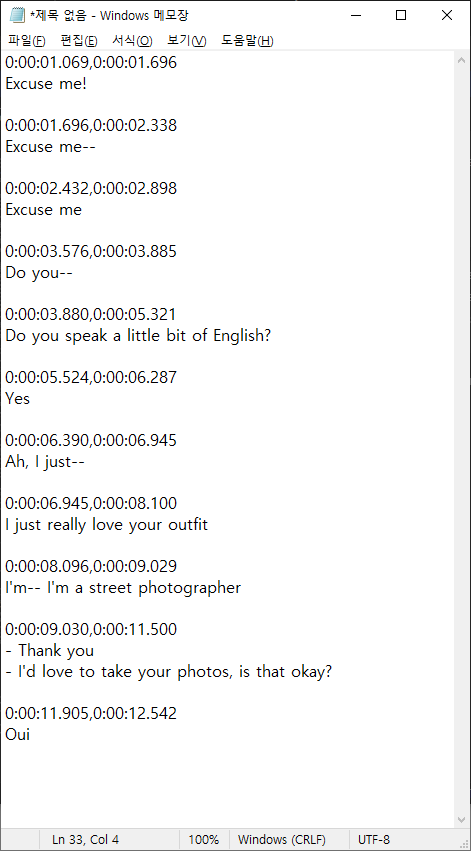 *제목 없음 - Windows 메모장
파일(F) 편집(E) 서식(O) 보기(V) 도움말(H)
0:00:01.069,0:00:01.696
Excuse me!
0:00:01.696,0:00:02.338
Excuse me--
0:00:02.432,0:00:02.898
Excuse me
0:00:03.576,0:00:03.885
Do you--
0:00:03.880,0:00:05.321
Do you speak a little bit of English?
0:00:05.524,0:00:06.287
Yes
0:00:06.390,0:00:06.945
Ah, I just--
0:00:06.945,0:00:08.100
I just really love your outfit
0:00:08.096,0:00:09.029
I'm-- I'm a street photographer
0:00:09.030,0:00:11.500
- Thank you
- I'd love to take your photos, is that okay?
0:00:11.905,0:00:12.542
Oui
Ln 33, Col 4 100% Windows (CRLF) UTF-8